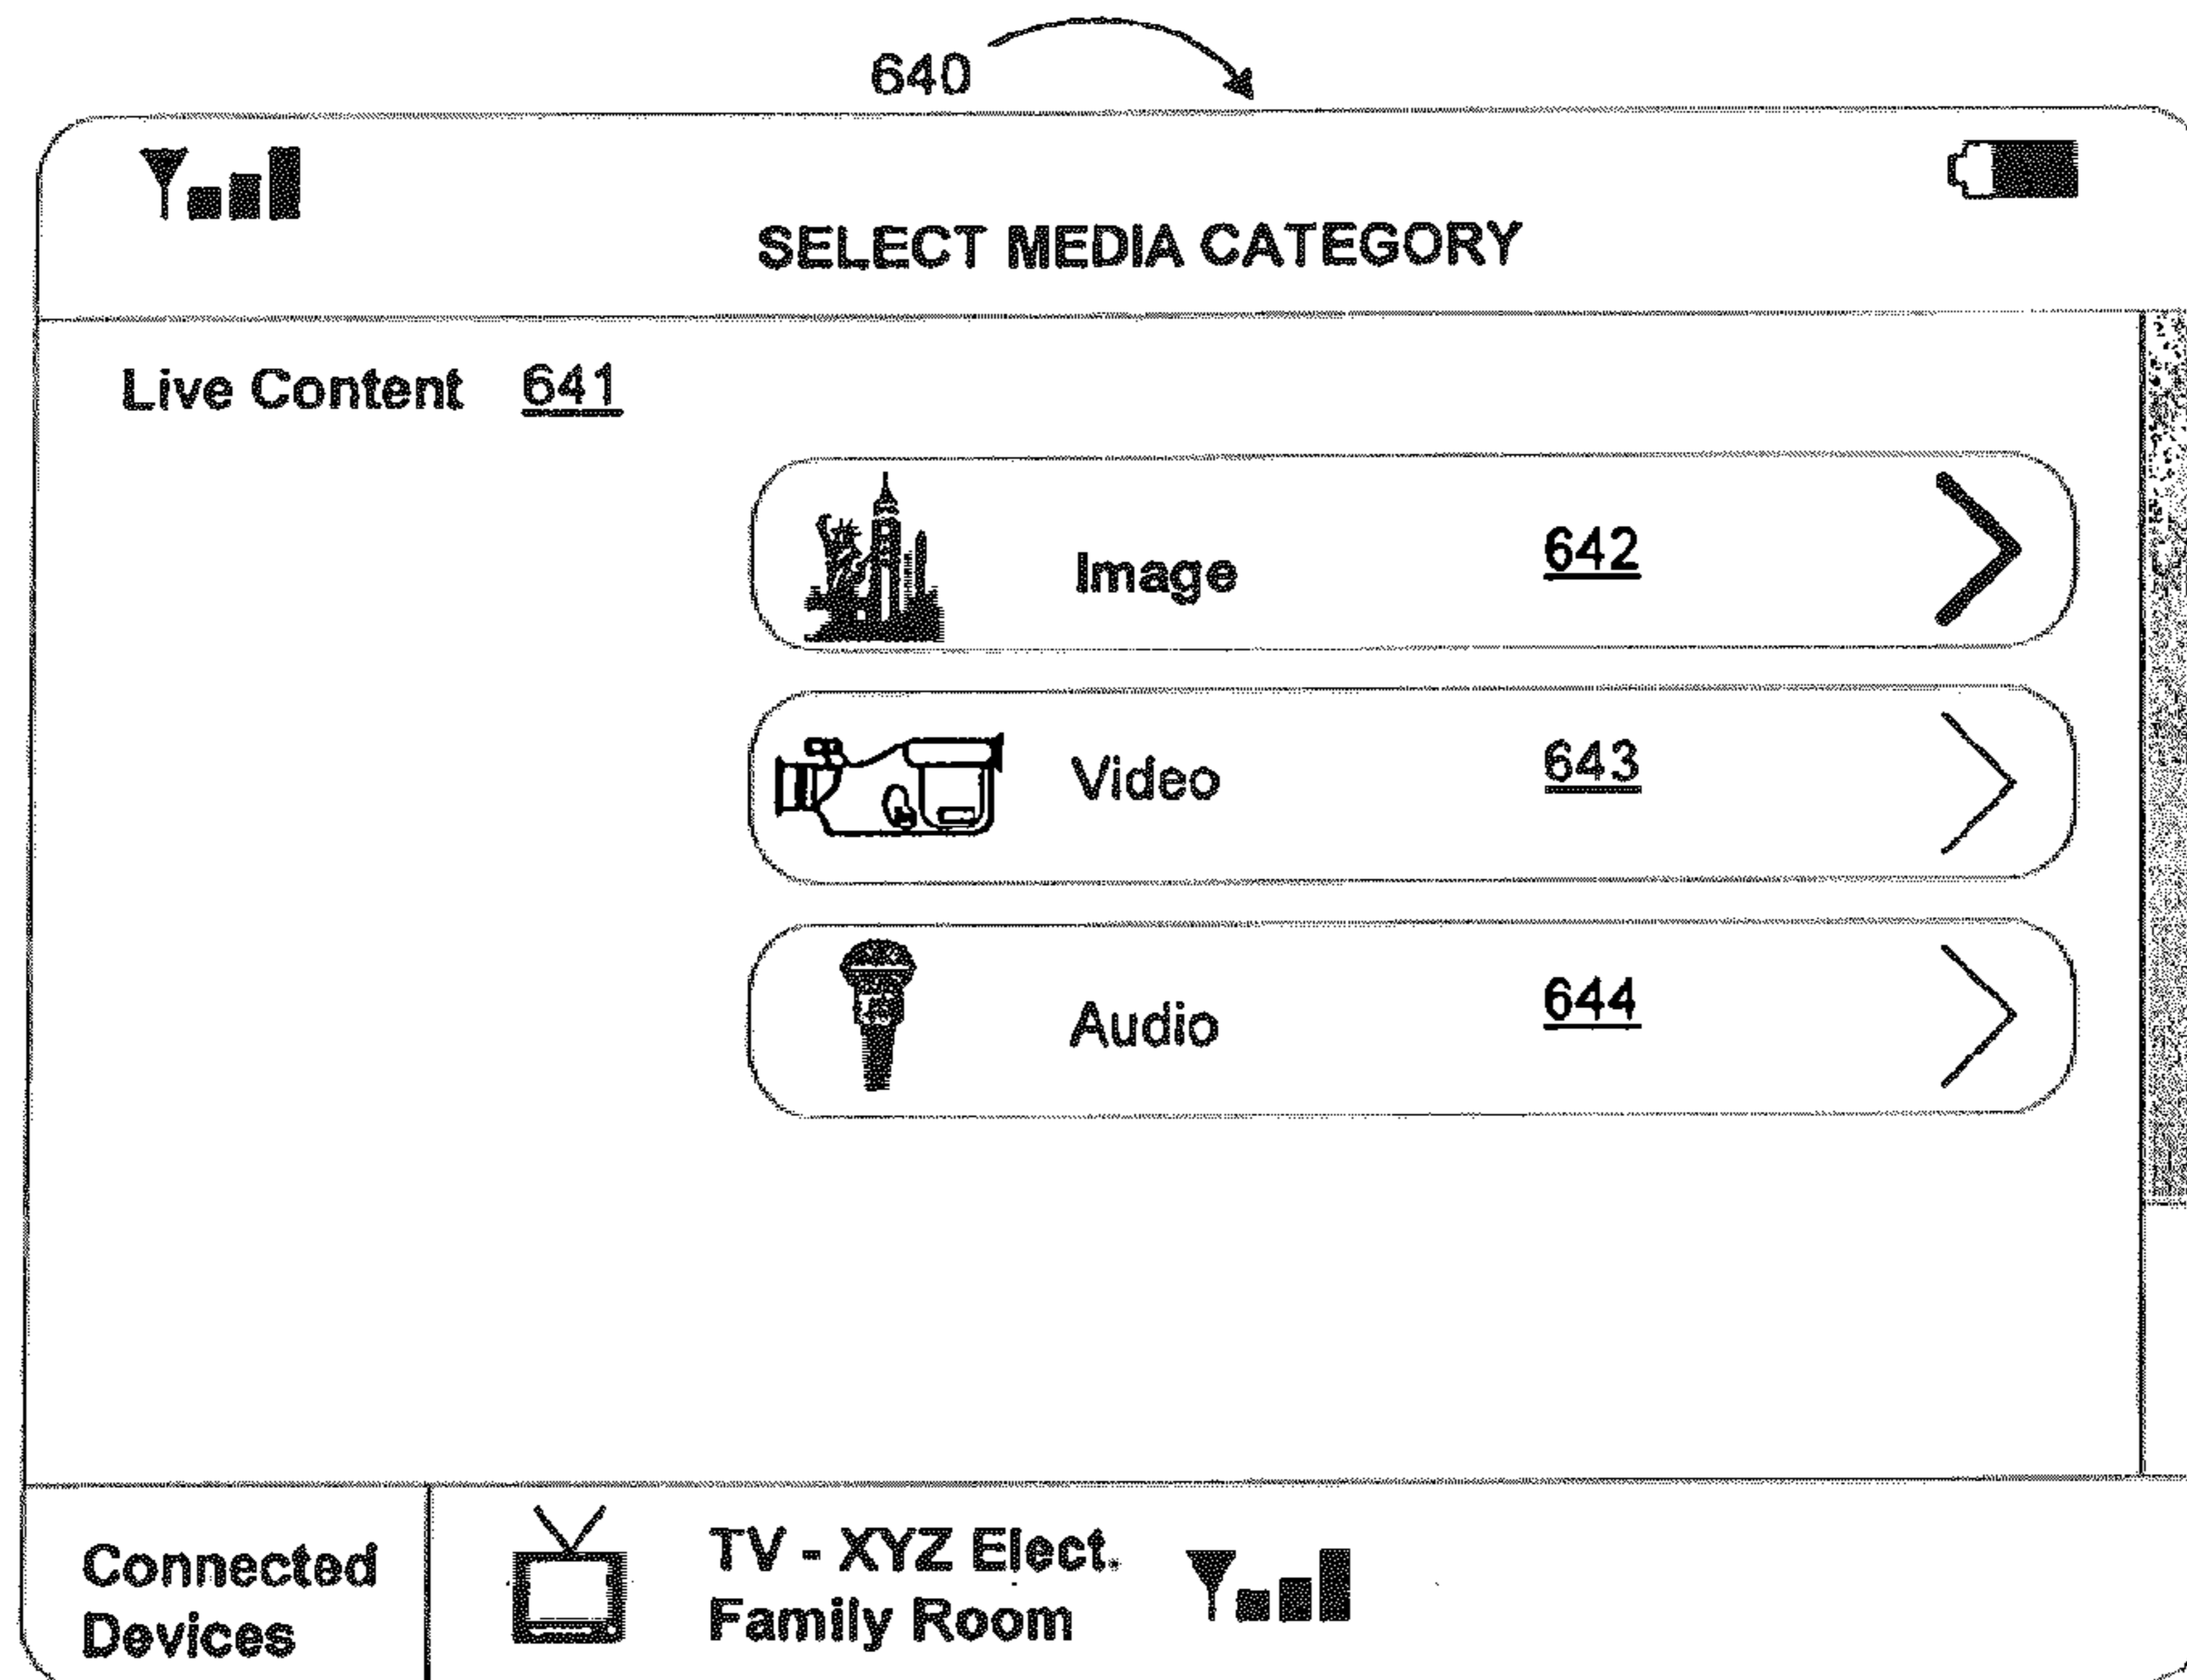 640
SELECT MEDIA CATEGORY
Live Content 641
Image 642
Video 643
Audio 644
Connected
Devices
TV - XYZ Elect.
Family Room